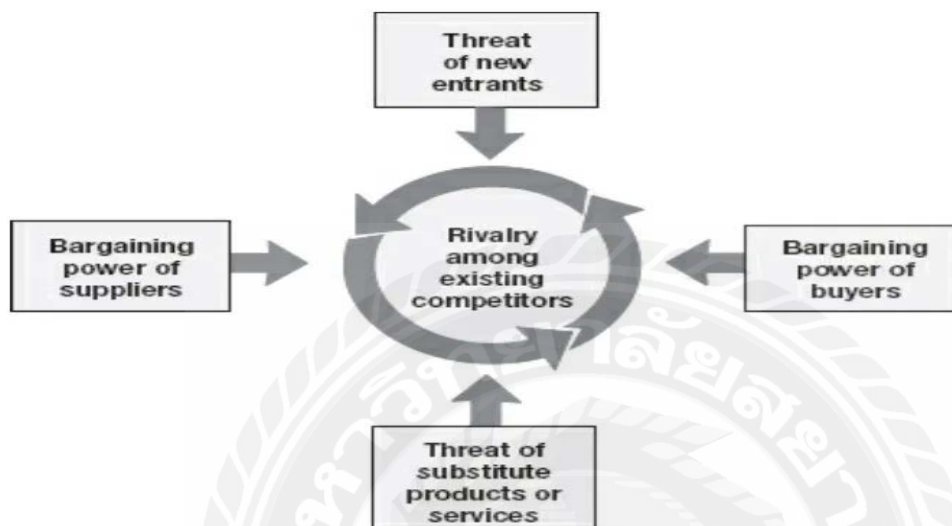 Threat
of new
entrants
Bargaining
power of
suppliers
Rivalry
among
existing
competitors
Bargaining
power of
buyers
Threat of
substitute
products or
services